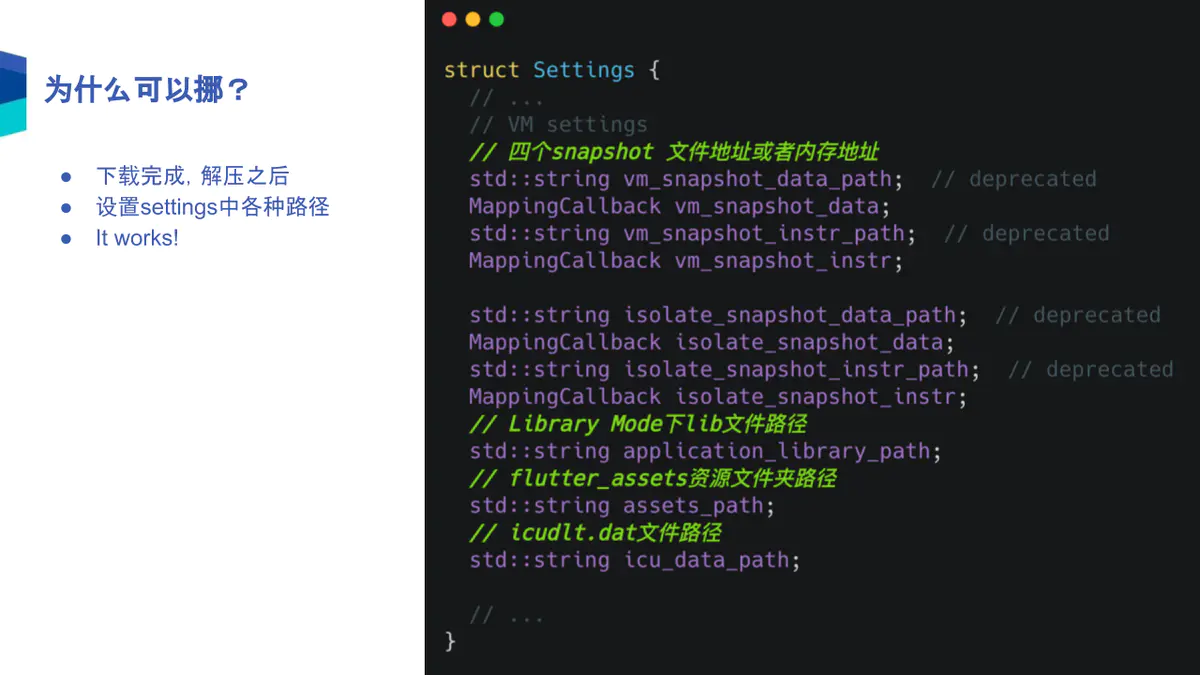 为什么可以挪？
下载完成, 解压之后
设置settings中各种路径
It works!
struct Settings {
// ...
// VM settings
// 四个snapshot 文件地址或者内存地址
std::string vm_snapshot_data_path; // deprecated
MappingCallback vm_snapshot_data;
std::string vm_snapshot_instr_path; // deprecated
MappingCallback vm_snapshot_instr;
std::string isolate_snapshot_data_path; // deprecated
MappingCallback isolate_snapshot_data;
std::string isolate_snapshot_instr_path; // deprecated
MappingCallback isolate_snapshot_instr;
// Library Mode下lib文件路径
std::string application_library_path;
// flutter_assets资源文件夹路径
std::string assets_path;
// icudlt.dat文件路径
std::string icu_data_path;
// ...
}